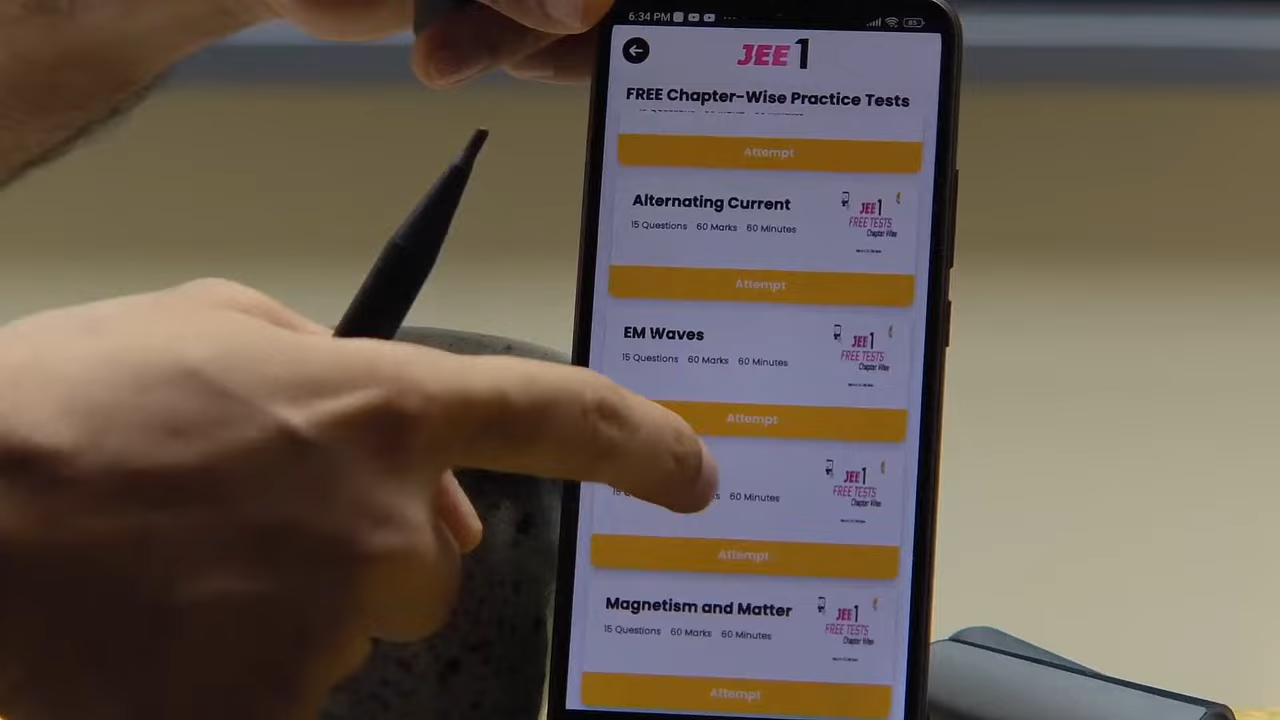 6:34 PM
85
JEE 1
FREE Chapter-Wise Practice Tests
Attempt
Alternating Current
15 Questions 60 Marks 60 Minutes
JEE1
FREE TESTS
Chapter Wise
Attempt
EM Waves
15 Questions 60 Marks 60 Minutes
JEE1
FREE TESTS
Chapter Wise
Attempt
60 Minutes
JEE1
FREE TESTS
Chapter Wise
Attempt
Magnetism and Matter
15 Questions 60 Marks 60 Minutes
JEE1
FREE TESTS
Chapter Wise
Attempt